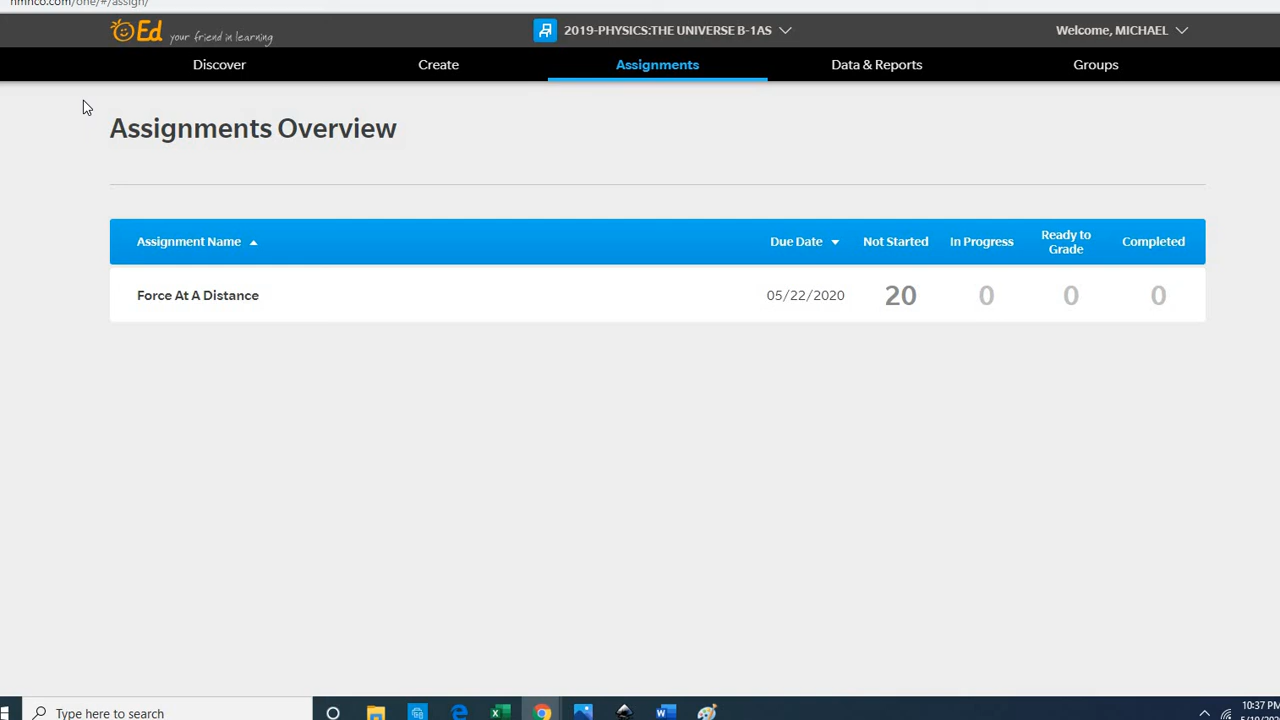 hmhco.com/one/#/assign/
Ed your friend in learning
2019-PHYSICS:THE UNIVERSE B-1AS
Welcome, MICHAEL
Discover
Create
Assignments
Data & Reports
Groups
Assignments Overview
Assignment Name
Due Date
Not Started
In Progress
Ready to
Grade
Completed
Force At A Distance
05/22/2020
20
0
0
0
Type here to search
10:37 PM